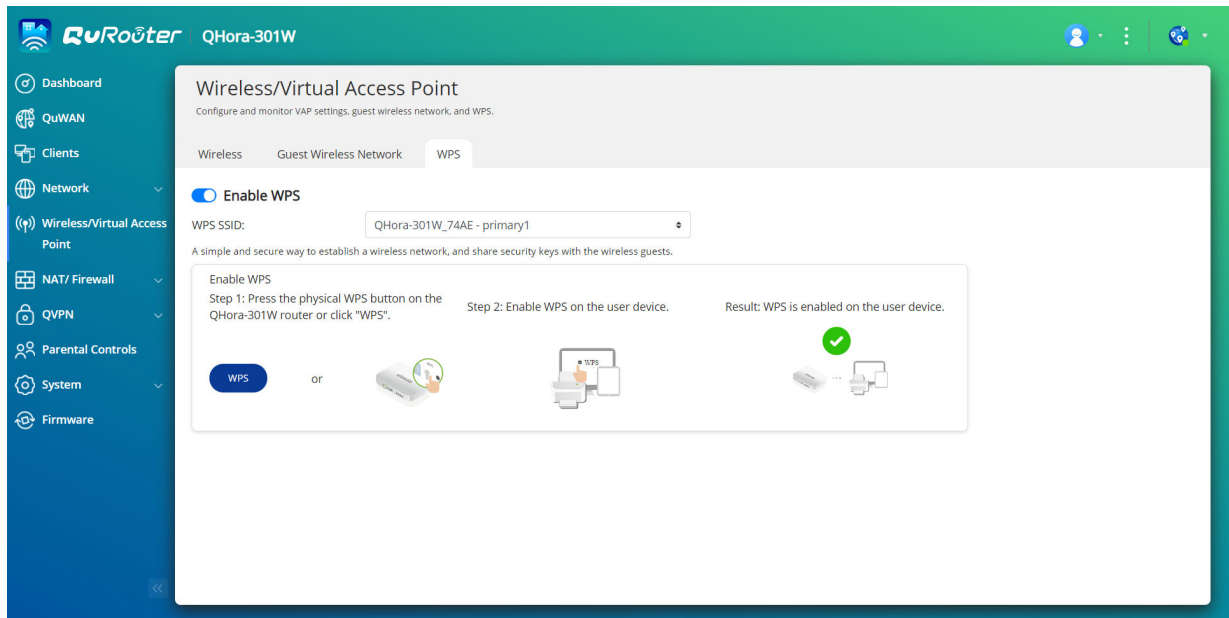 QuRoûter QHora-301W
Dashboard
QuWAN
Clients
Network
Wireless/Virtual Access
Point
NAT/ Firewall
QVPN
Parental Controls
System
Firmware
Wireless/Virtual Access Point
Configure and monitor VAP settings, guest wireless network, and WPS.
Wireless Guest Wireless Network WPS
Enable WPS
WPS SSID: QHora-301W_74AE - primary1
A simple and secure way to establish a wireless network, and share security keys with the wireless guests.
Enable WPS
Step 1: Press the physical WPS button on the
QHora-301W router or click "WPS".
Step 2: Enable WPS on the user device.
Result: WPS is enabled on the user device.
WPS or
WPS